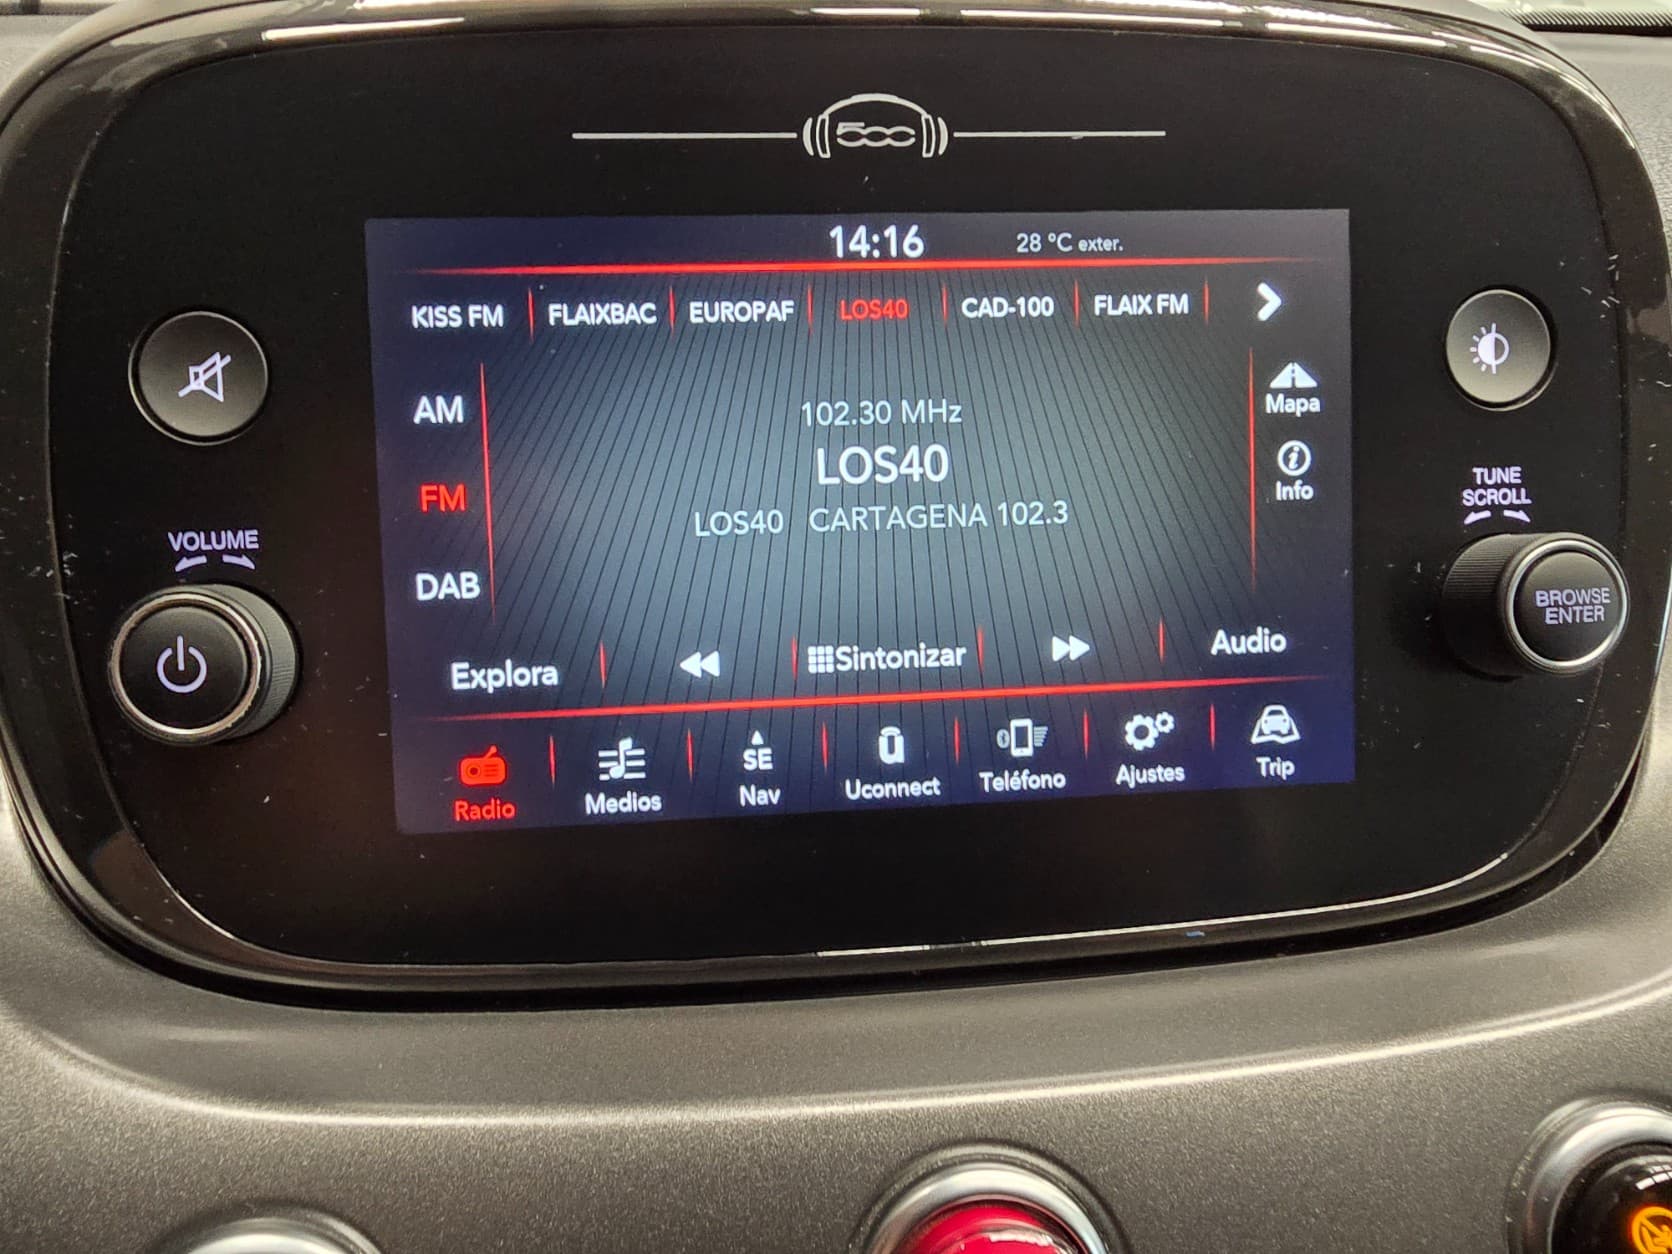 500
14:16 28 °C exter.
KISS FM FLAIXBAC EUROPAF LOS40 CAD-100 FLAIX FM
AM
FM
DAB
102.30 MHz
LOS40
LOS40 CARTAGENA 102.3
Mapa
Info
VOLUME
TUNE
SCROLL
BROWSE
ENTER
Explora Sintonizar Audio
SE
Radio Medios Nav Uconnect Teléfono Ajustes Trip